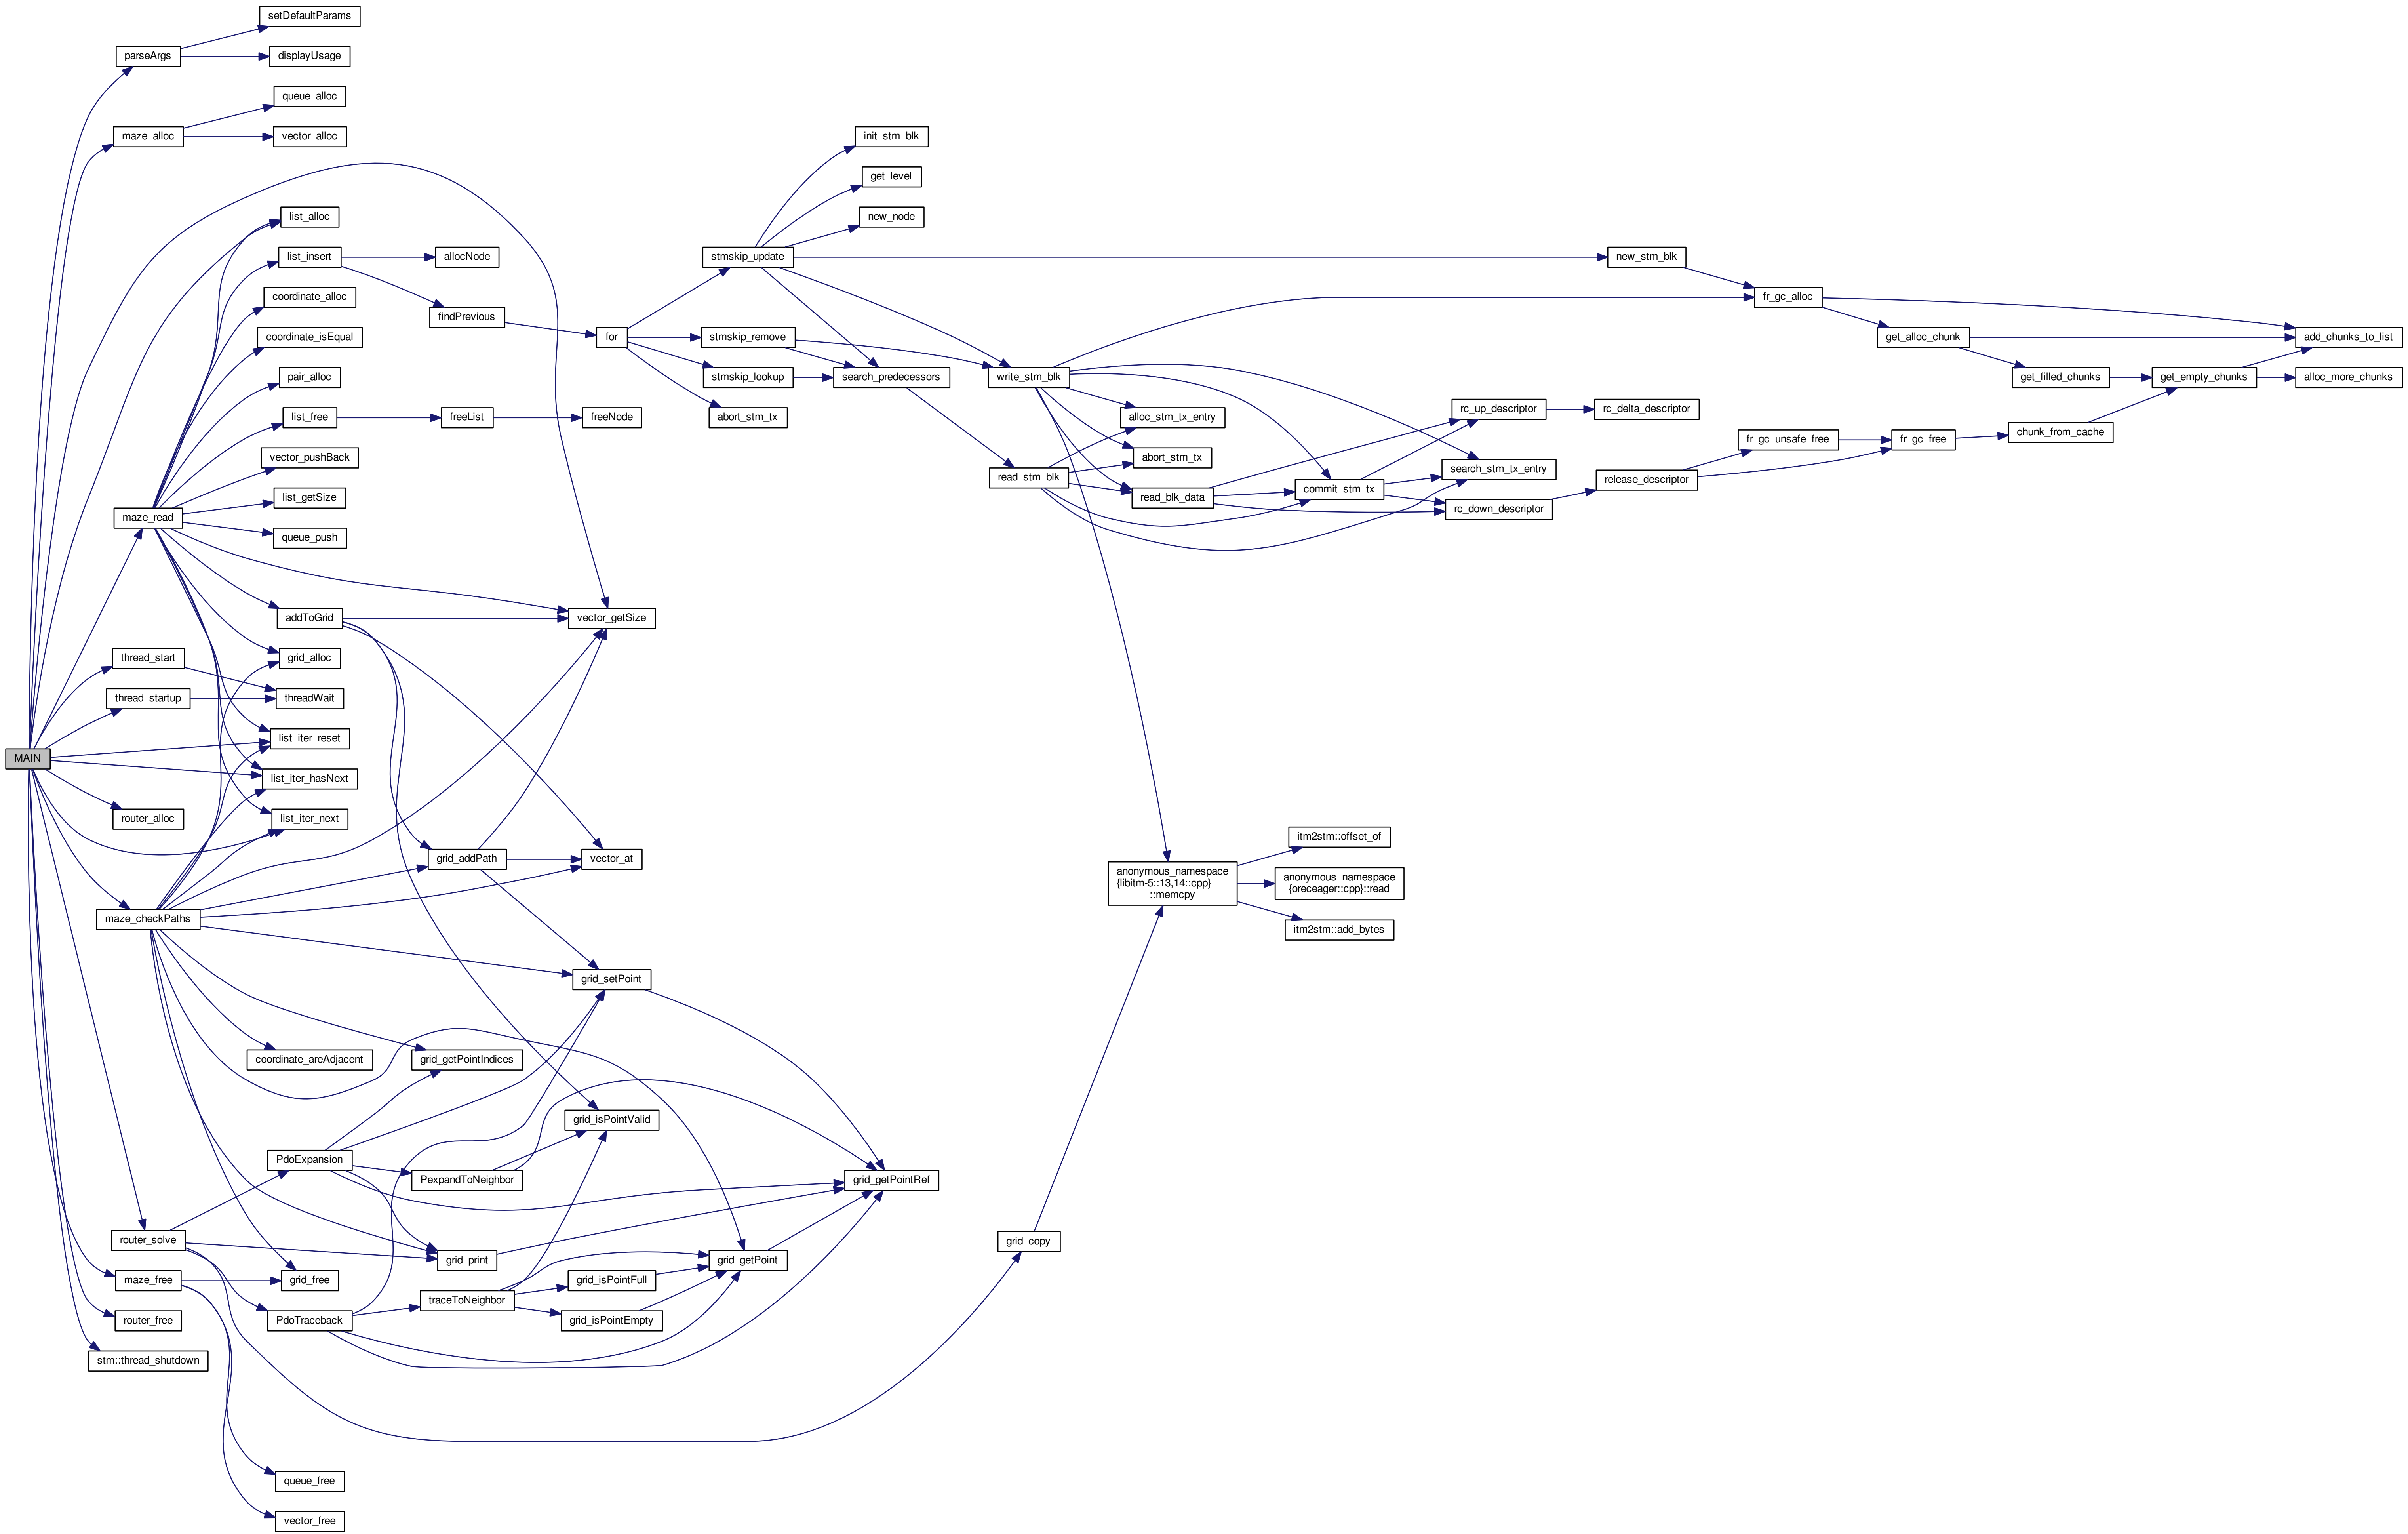 setDefaultParams
parseArgs
displayUsage
queue_alloc
maze_alloc
vector_alloc
init_stm_blk
get_level
list_alloc
new_node
list_insert
allocNode
stmskip_update
new_stm_blk
coordinate_alloc
fr_gc_alloc
findPrevious
coordinate_isEqual
for
stmskip_remove
get_alloc_chunk
add_chunks_to_list
pair_alloc
stmskip_lookup
search_predecessors
write_stm_blk
get_filled_chunks
get_empty_chunks
alloc_more_chunks
list_free
freeList
freeNode
abort_stm_tx
alloc_stm_tx_entry
rc_up_descriptor
rc_delta_descriptor
vector_pushBack
abort_stm_tx
fr_gc_unsafe_free
fr_gc_free
chunk_from_cache
read_stm_blk
search_stm_tx_entry
release_descriptor
list_getSize
read_blk_data
commit_stm_tx
rc_down_descriptor
maze_read
queue_push
addToGrid
vector_getSize
thread_start
grid_alloc
thread_startup
threadWait
list_iter_reset
MAIN
list_iter_hasNext
router_alloc
list_iter_next
itm2stm::offset_of
grid_addPath
vector_at
anonymous_namespace
{libitm-5::13,14::cpp}
::memcpy
anonymous_namespace
{oreceager::cpp}::read
maze_checkPaths
itm2stm::add_bytes
grid_setPoint
coordinate_areAdjacent
grid_getPointIndices
grid_isPointValid
PdoExpansion
PexpandToNeighbor
grid_getPointRef
router_solve
grid_copy
grid_print
grid_getPoint
maze_free
grid_free
grid_isPointFull
traceToNeighbor
router_free
PdoTraceback
grid_isPointEmpty
stm::thread_shutdown
queue_free
vector_free